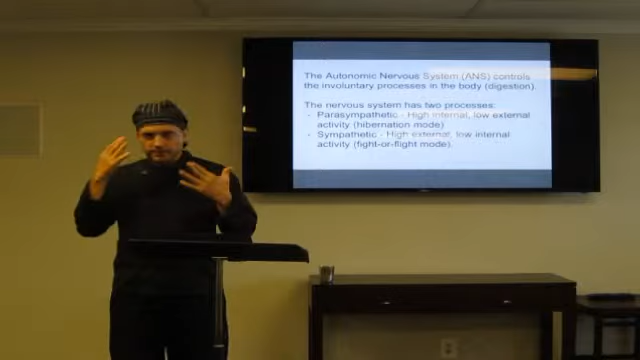 The Autonomic Nervous System (ANS) controls
the involuntary processes in the body (digestion).
The nervous system has two processes:
- Parasympathetic - High internal, low external
activity (hibernation mode)
- Sympathetic - High external, low internal
activity (fight-or-flight mode).